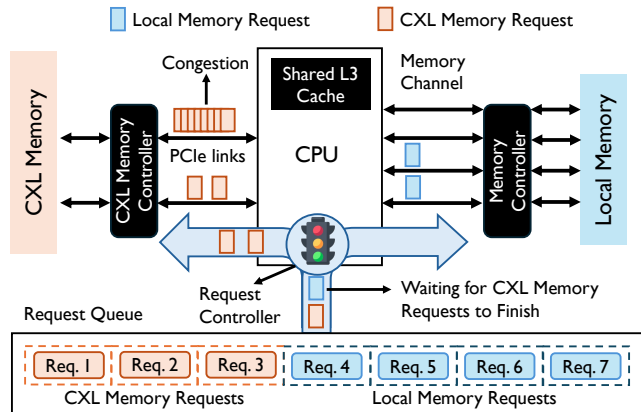 Local Memory Request
CXL Memory Request
Congestion
Shared L3
Cache
Memory
Channel
CXL Memory
CXL Memory
Controller
PCIe links
CPU
Memory
Controller
Local Memory
Request
Controller
Waiting for CXL Memory
Requests to Finish
Request Queue
Req. 1
Req. 2
Req. 3
Req. 4
Req. 5
Req. 6
Req. 7
CXL Memory Requests
Local Memory Requests